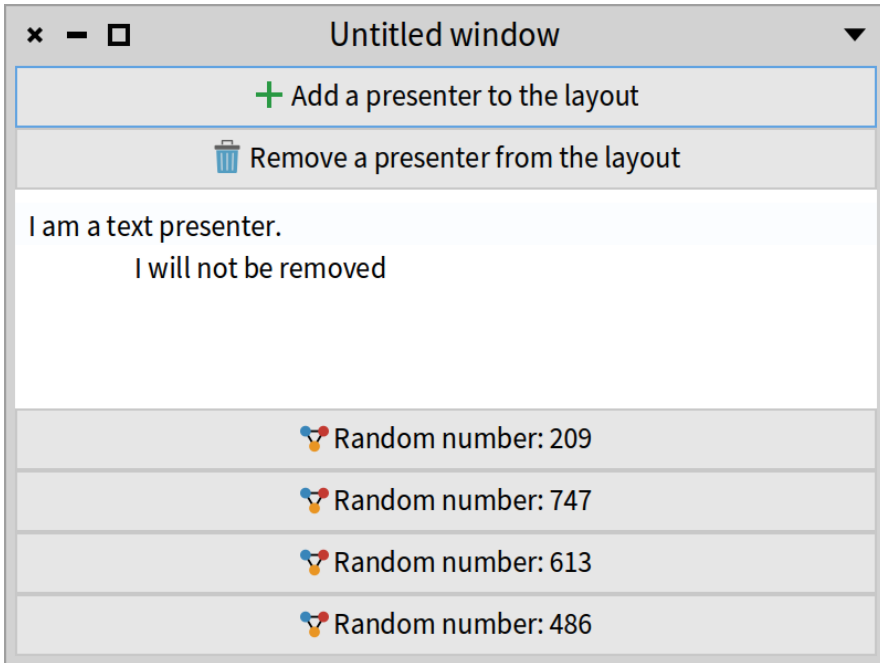 Untitled window
Add a presenter to the layout
Remove a presenter from the layout
I am a text presenter.
I will not be removed
Random number: 209
Random number: 747
Random number: 613
Random number: 486